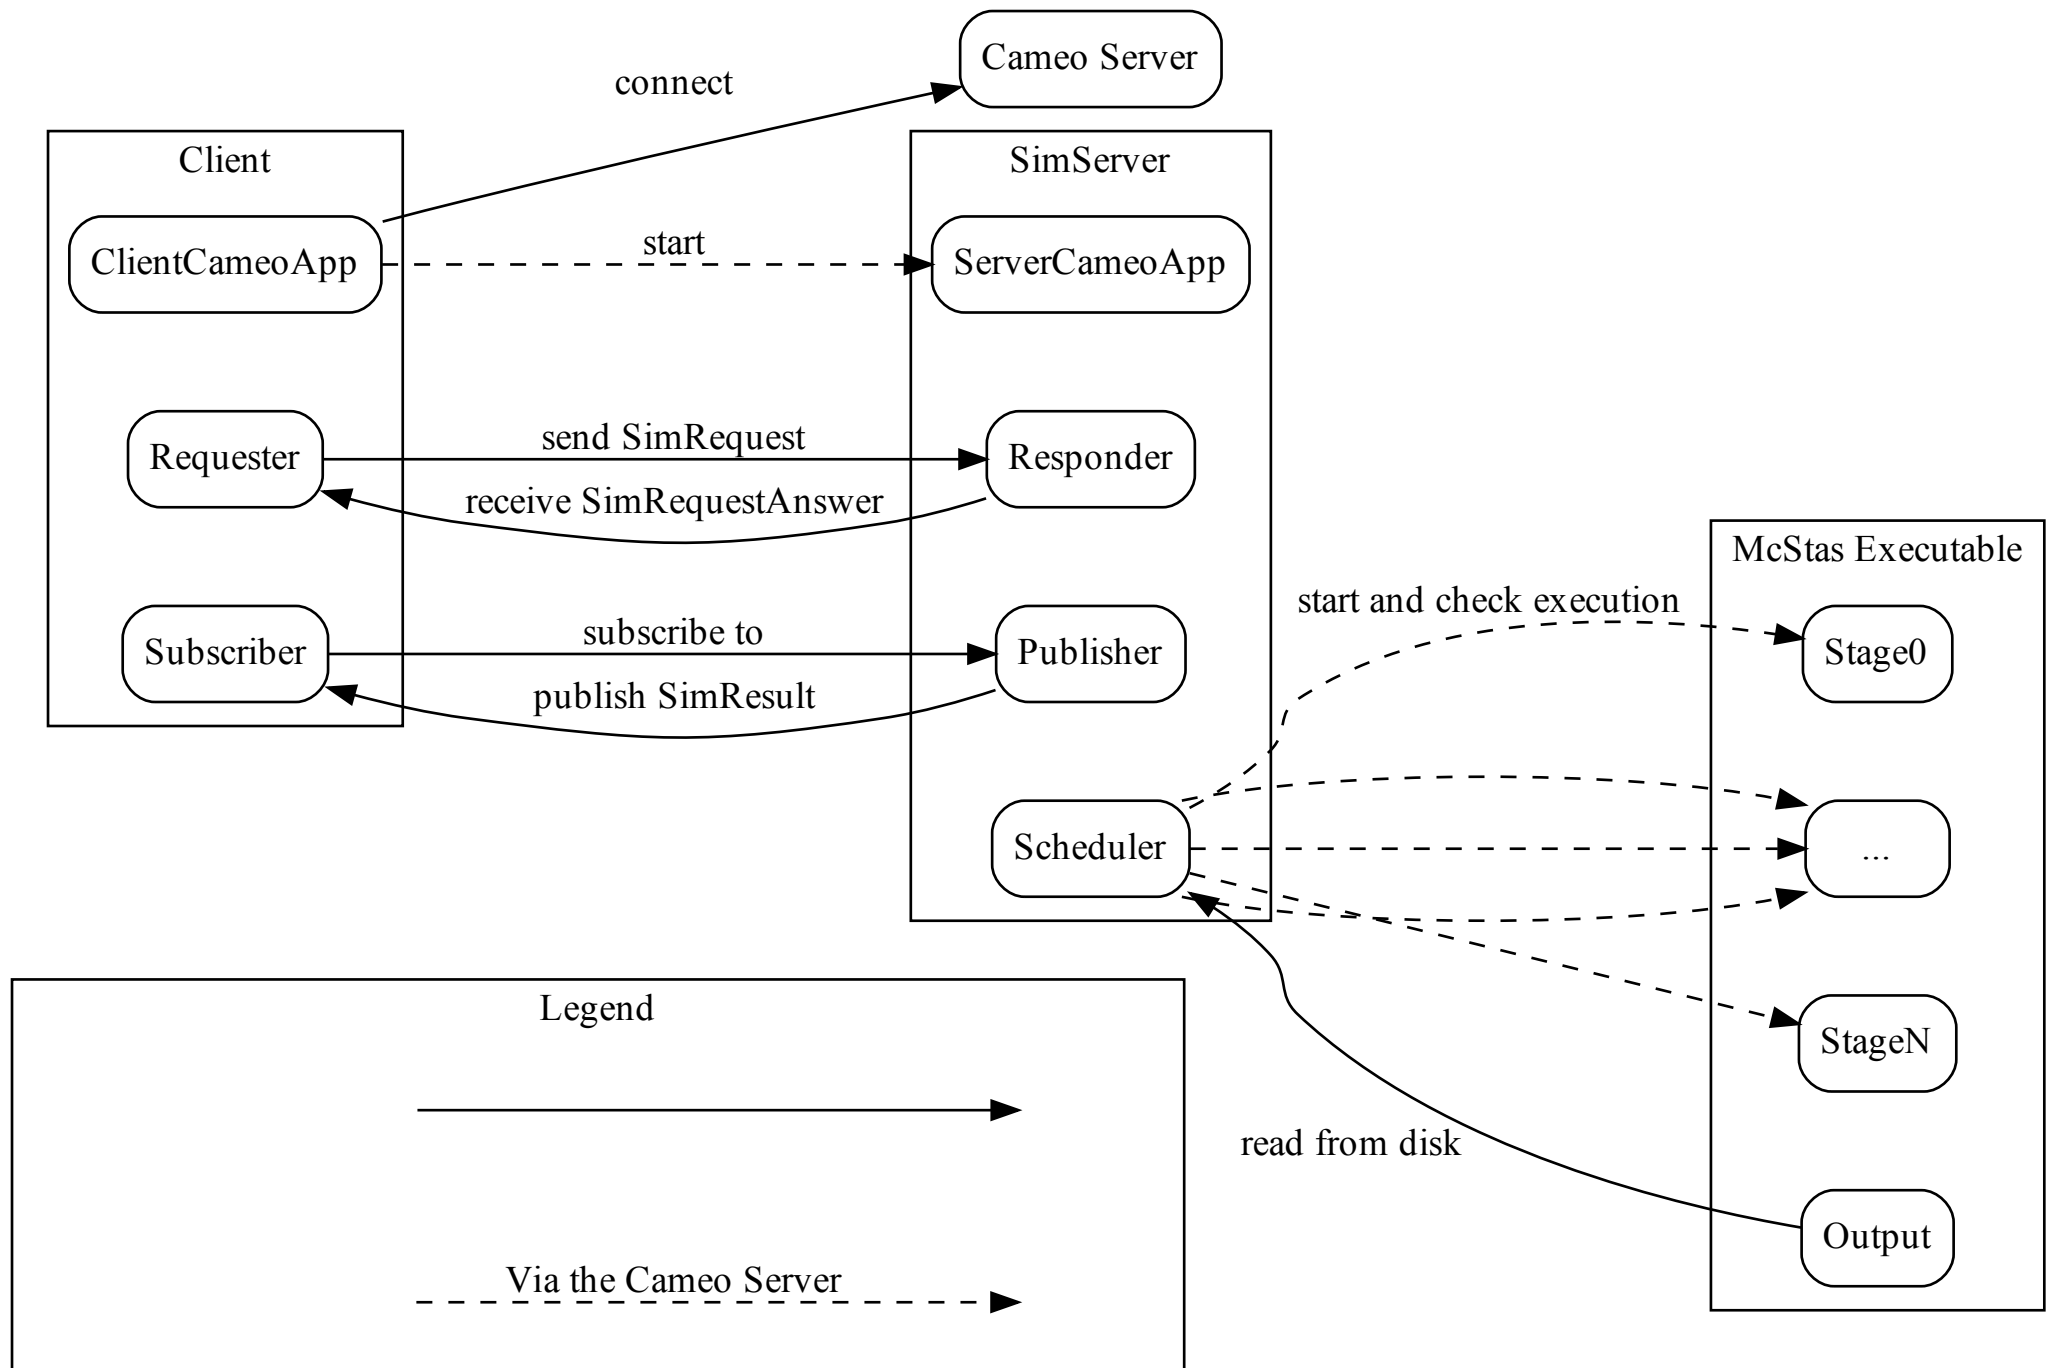 Cameo Server
connect
Client
SimServer
ClientCameoApp
start
ServerCameoApp
Requester
send SimRequest
Responder
receive SimRequestAnswer
McStas Executable
start and check execution
Subscriber
subscribe to
Publisher
Stage0
publish SimResult
Scheduler
...
Legend
StageN
read from disk
Output
Via the Cameo Server